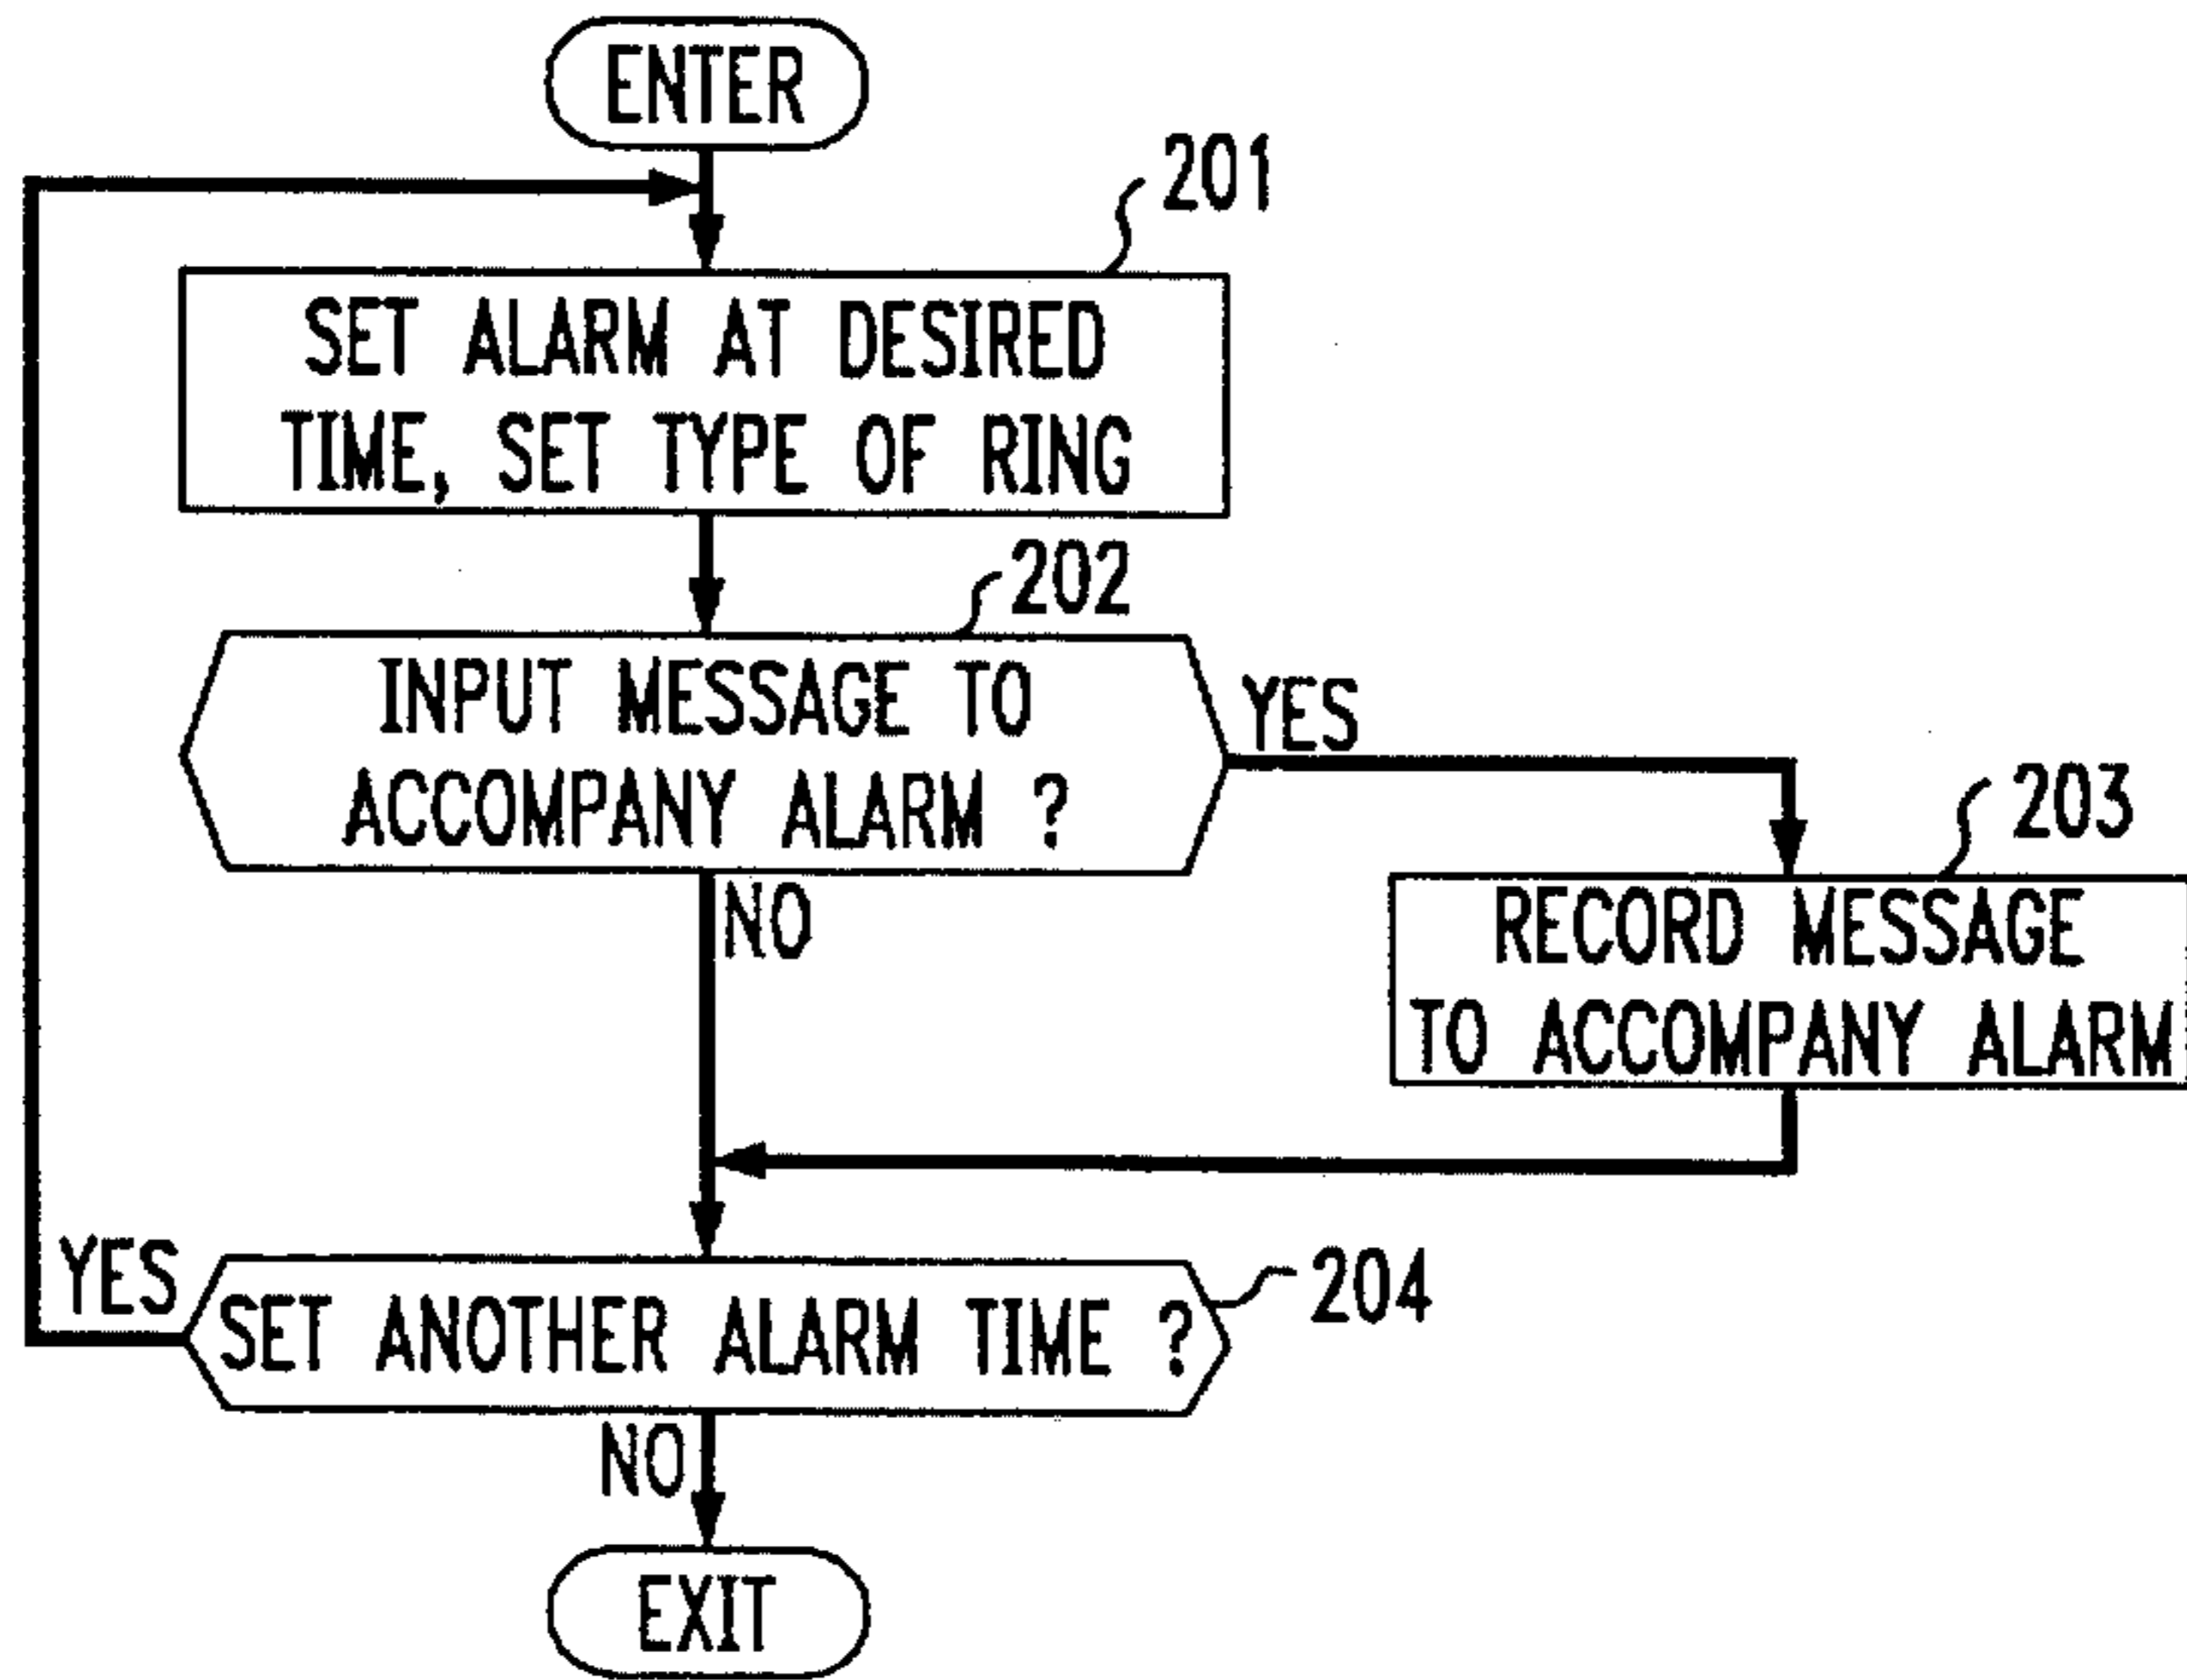 ENTER
201
SET ALARM AT DESIRED
TIME, SET TYPE OF RING
202
INPUT MESSAGE TO
ACCOMPANY ALARM ?
YES
203
NO
RECORD MESSAGE
TO ACCOMPANY ALARM
YES
SET ANOTHER ALARM TIME ?
204
NO
EXIT